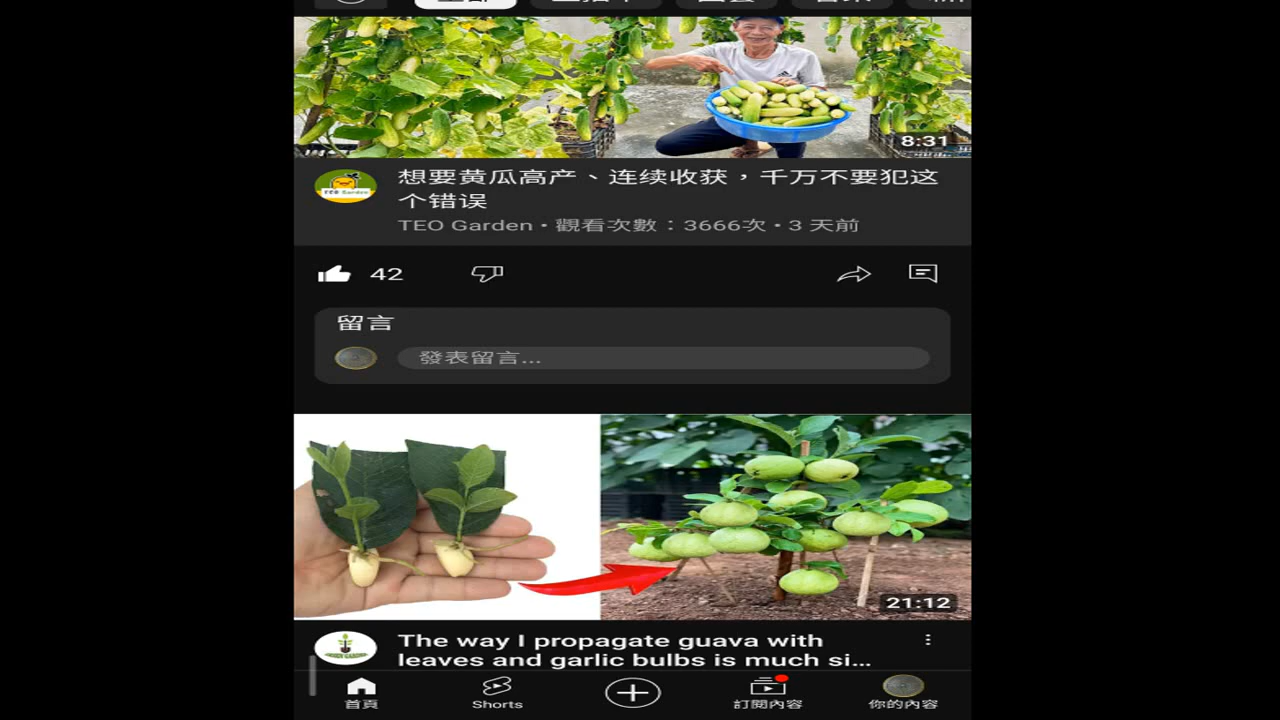 8:31
想要黄瓜高产、连续收获，千万不要犯这
个错误
TEO Garden • 觀看次數：3666次 • 3 天前
42
留言
發表留言...
21:12
The way I propagate guava with
leaves and garlic bulbs is much si...
首頁
Shorts
訂閱內容
你的內容